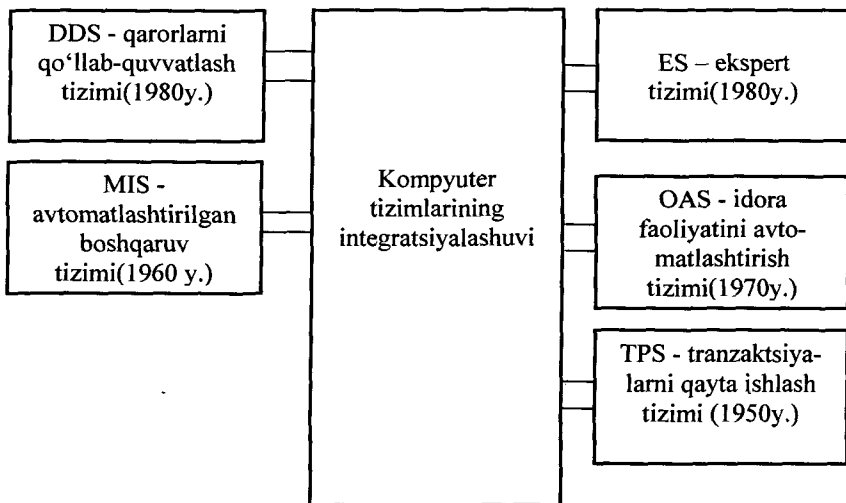 DDS - qarorlarni
qo‘llab-quvvatlash
tizimi(1980y.)
MIS -
avtomatlashtirilgan
boshqaruv
tizimi(1960 y.)
Kompyuter
tizimlarining
integratsiyalashuvi
ES – ekspert
tizimi(1980y.)
OAS - idora
faoliyatini avto-
matlashtirish
tizimi(1970y.)
TPS - tranzaktsiya-
larni qayta ishlash
tizimi (1950y.)